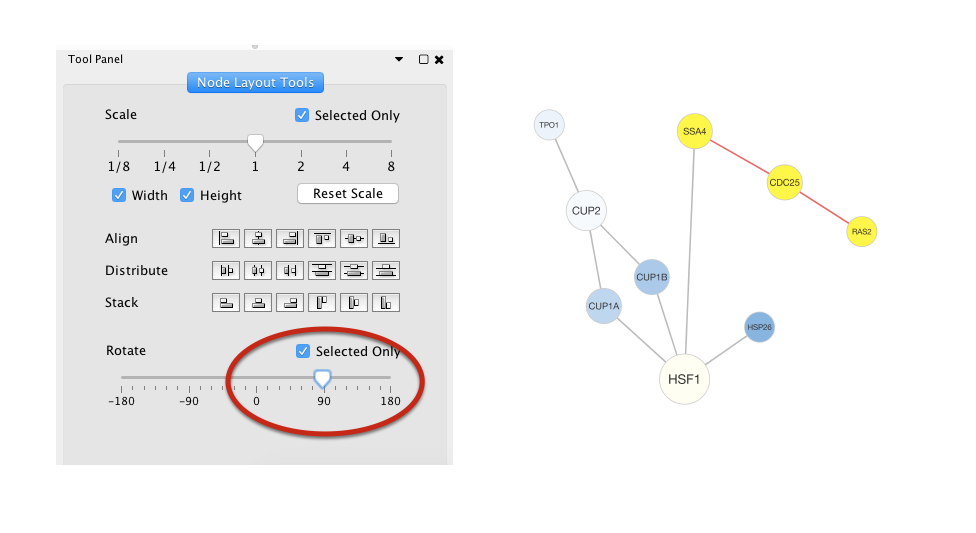 Tool Panel
Node Layout Tools
Scale
Selected Only
1/8 1/4 1/2 1 2 4 8
Width Height Reset Scale
Align
Distribute
Stack
Rotate
Selected Only
-180 -90 0 90 180
TPO1
SSA4
CDC25
CUP2
RAS2
CUP1B
CUP1A
HSP26
HSF1